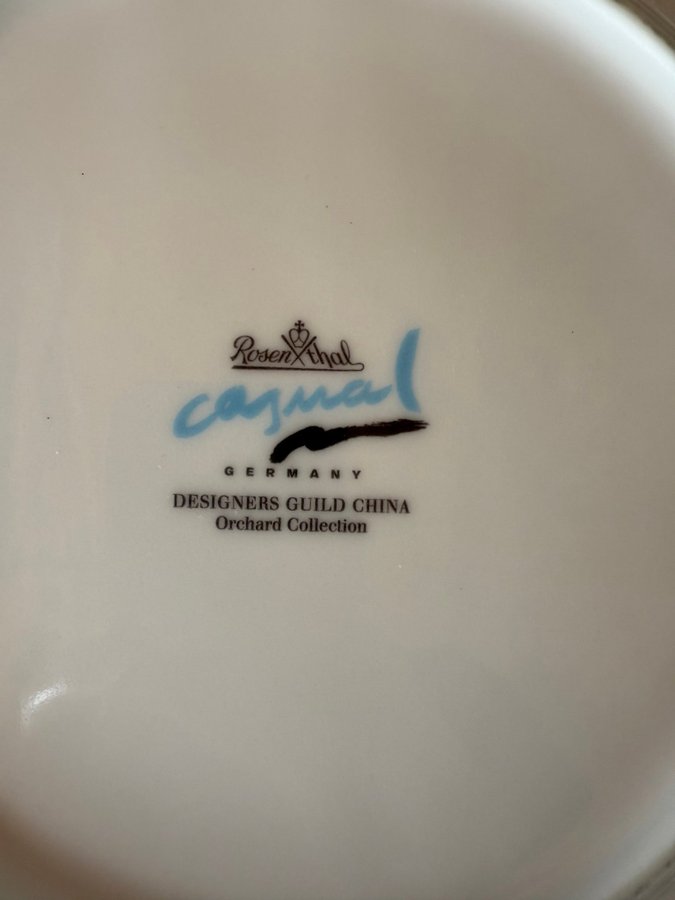 Rosenthal
casual
GERMANY
DESIGNERS GUILD CHINA
Orchard Collection